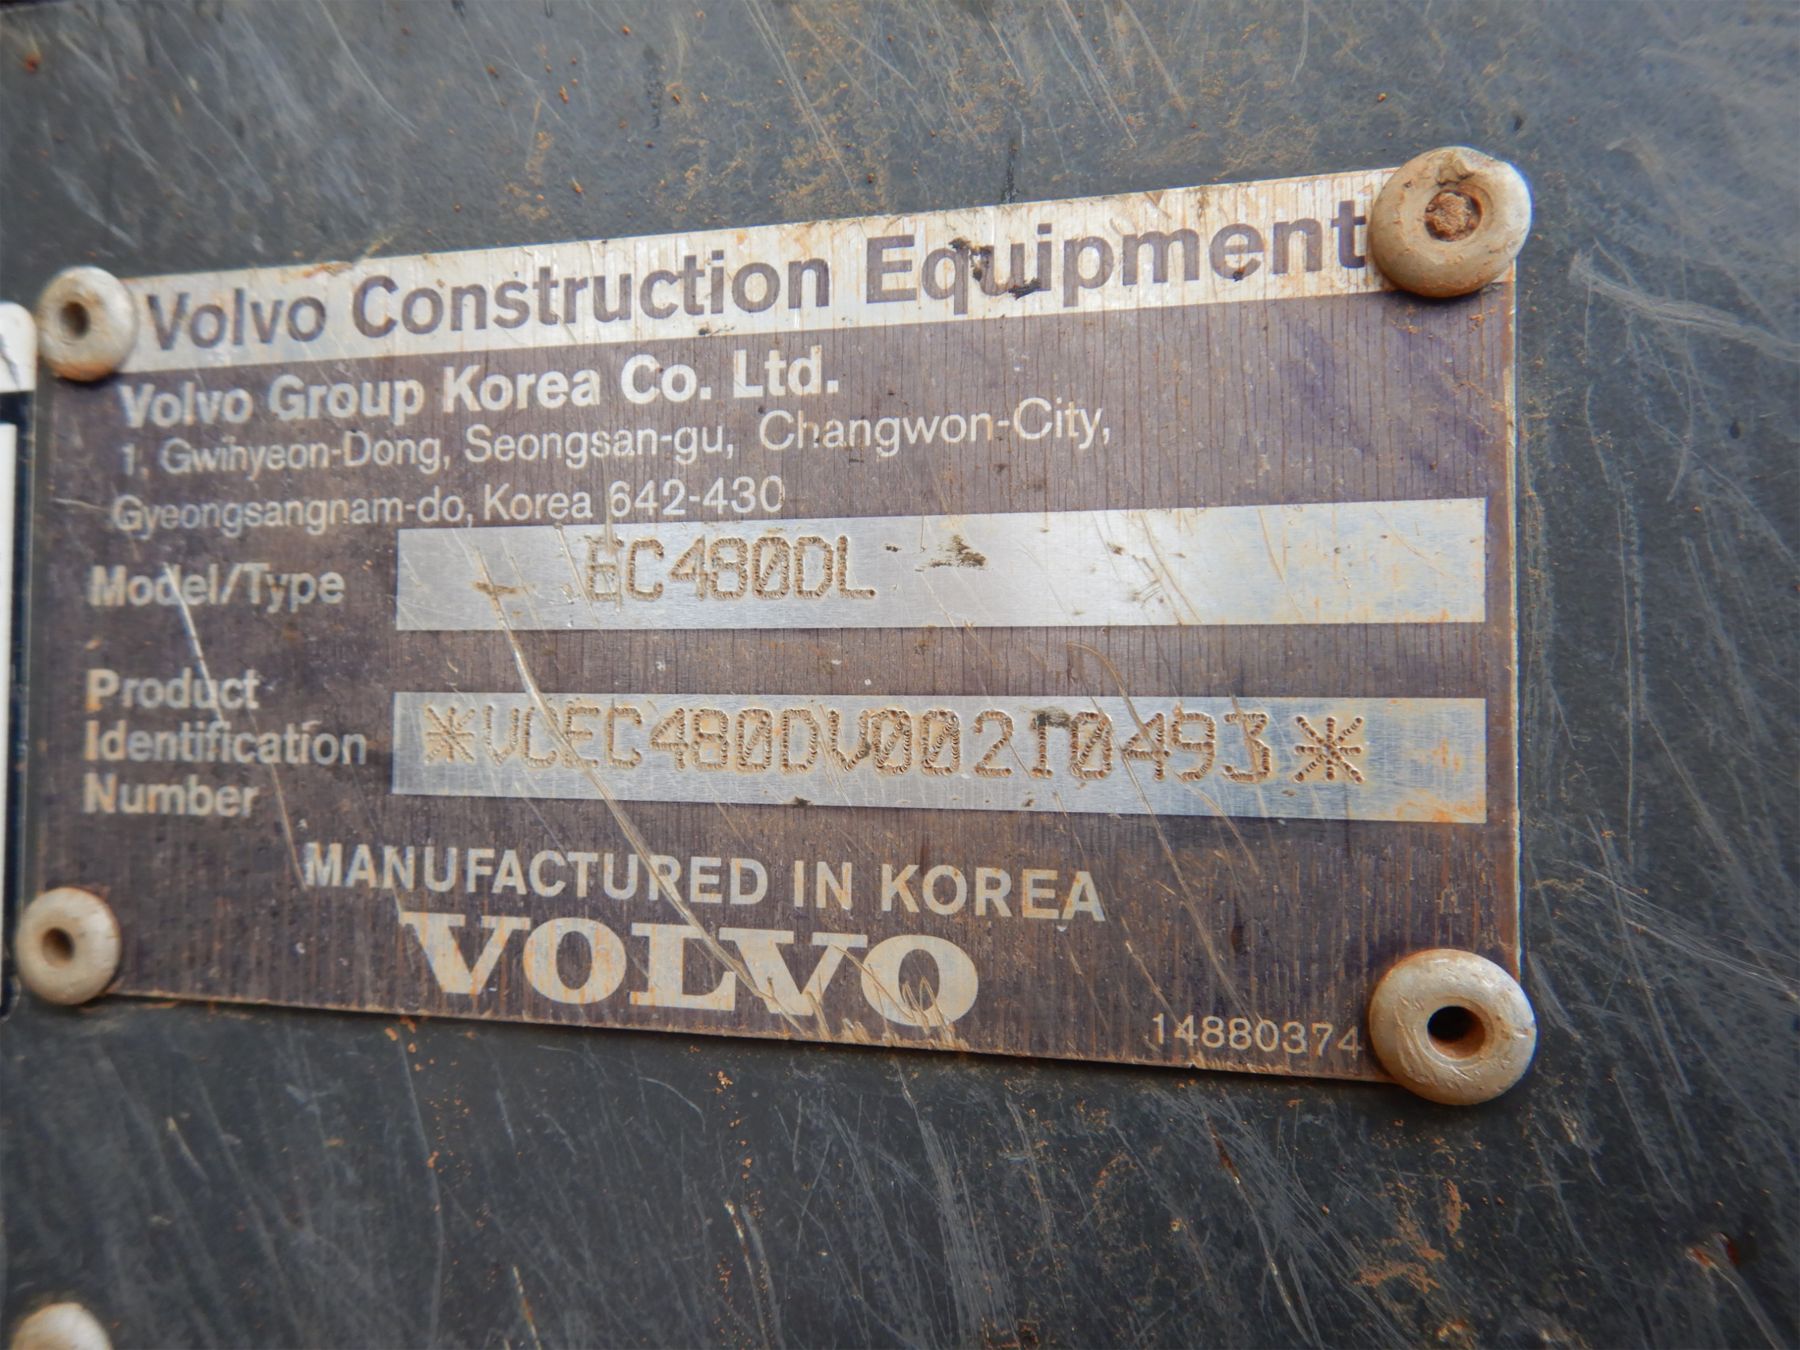 Volvo Construction Equipment
Volvo Group Korea Co. Ltd.
1, Gwihyeon-Dong, Seongsan-gu, Changwon-City,
Gyeongsangnam-do, Korea 642-430
Model/Type EC480DL
Product
Identification *VCEC480DV00210493*
Number
MANUFACTURED IN KOREA
VOLVO
14880374